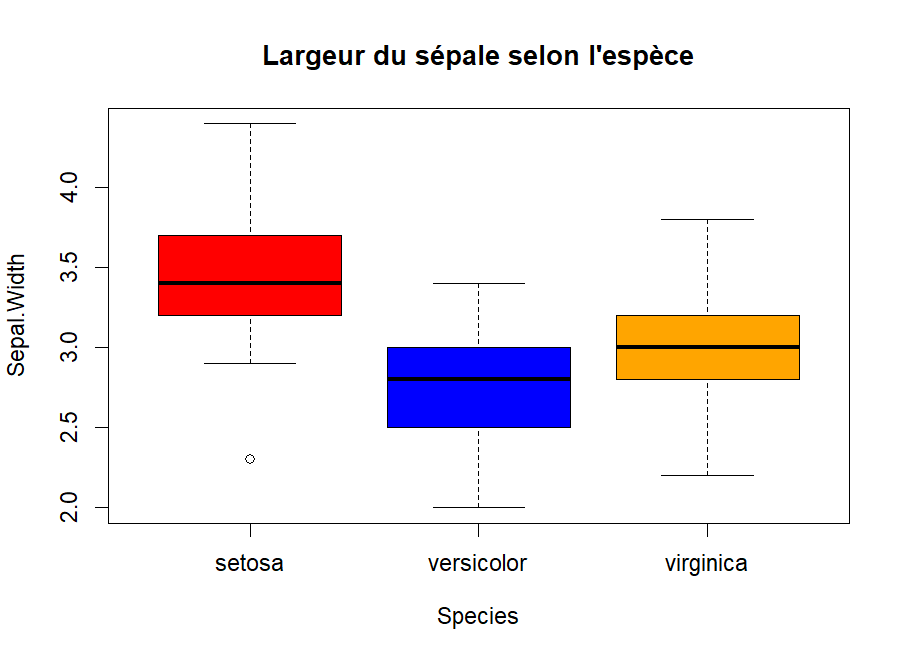 Largeur du sépale selon l'espèce
Sepal.Width
4.0
3.5
3.0
2.5
2.0
setosa versicolor virginica
Species